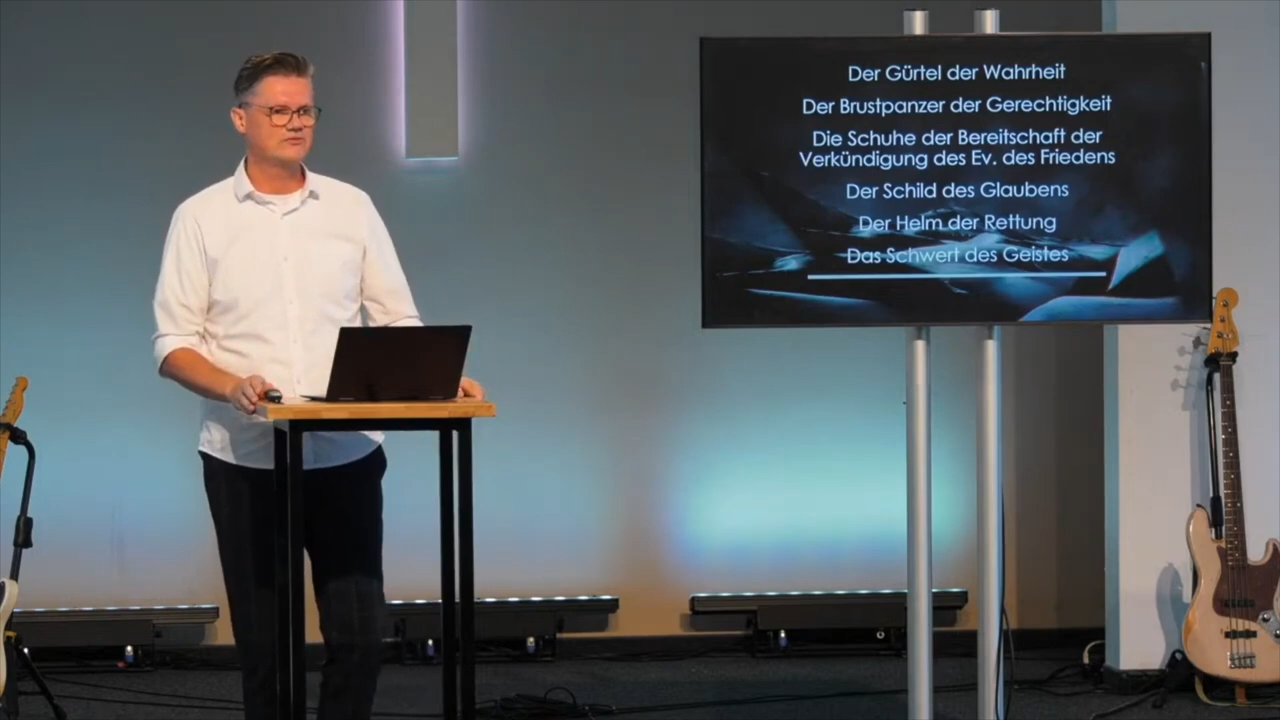 Der Gürtel der Wahrheit
Der Brustpanzer der Gerechtigkeit
Die Schuhe der Bereitschaft der
Verkündigung des Ev. des Friedens
Der Schild des Glaubens
Der Helm der Rettung
Das Schwert des Geistes